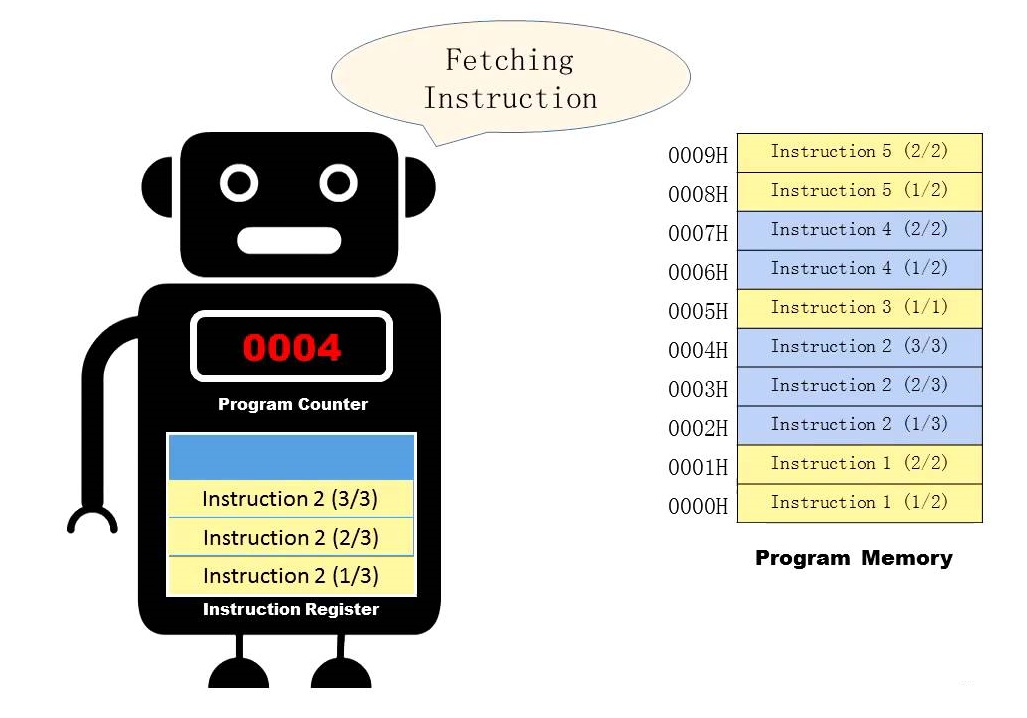 Fetching
Instruction
0004
Program Counter
Instruction 2 (3/3)
Instruction 2 (2/3)
Instruction 2 (1/3)
Instruction Register
0009H Instruction 5 (2/2)
0008H Instruction 5 (1/2)
0007H Instruction 4 (2/2)
0006H Instruction 4 (1/2)
0005H Instruction 3 (1/1)
0004H Instruction 2 (3/3)
0003H Instruction 2 (2/3)
0002H Instruction 2 (1/3)
0001H Instruction 1 (2/2)
0000H Instruction 1 (1/2)
Program Memory